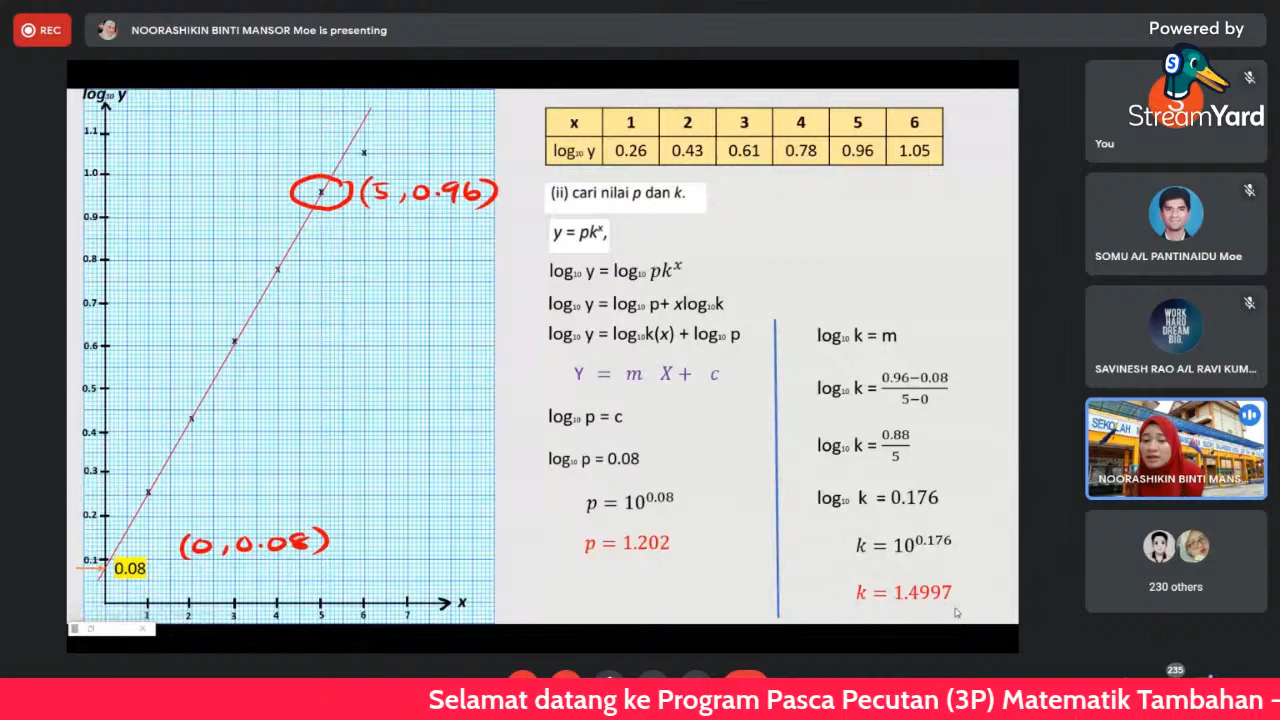 REC
NOORASHIKIN BINTI MANSOR Moe is presenting
Powered by
S
StreamYard
You
SOMU A/L PANTINAIDU Moe
WORK HARD DREAM BIG.
SAVINESH RAO A/L RAVI KUM...
SEKOLAH
NOORASHIKIN BINTI MANS...
230 others
235
log₁₀ y
1.1
1.0
0.9
0.8
0.7
0.6
0.5
0.4
0.3
0.2
0.1
0.08
1 2 3 4 5 6 7 x
(5, 0.96)
(0, 0.08)
x 1 2 3 4 5 6
log₁₀ y 0.26 0.43 0.61 0.78 0.96 1.05
(ii) cari nilai p dan k.
y = pkˣ,
log₁₀ y = log₁₀ pkˣ
log₁₀ y = log₁₀ p+ xlog₁₀k
log₁₀ y = log₁₀k(x) + log₁₀ p
Y = m X + c
log₁₀ p = c
log₁₀ p = 0.08
p = 10^0.08
p = 1.202
log₁₀ k = m
log₁₀ k = 0.96−0.08 / 5−0
log₁₀ k = 0.88 / 5
log₁₀ k = 0.176
k = 10^0.176
k = 1.4997
Selamat datang ke Program Pasca Pecutan (3P) Matematik Tambahan -